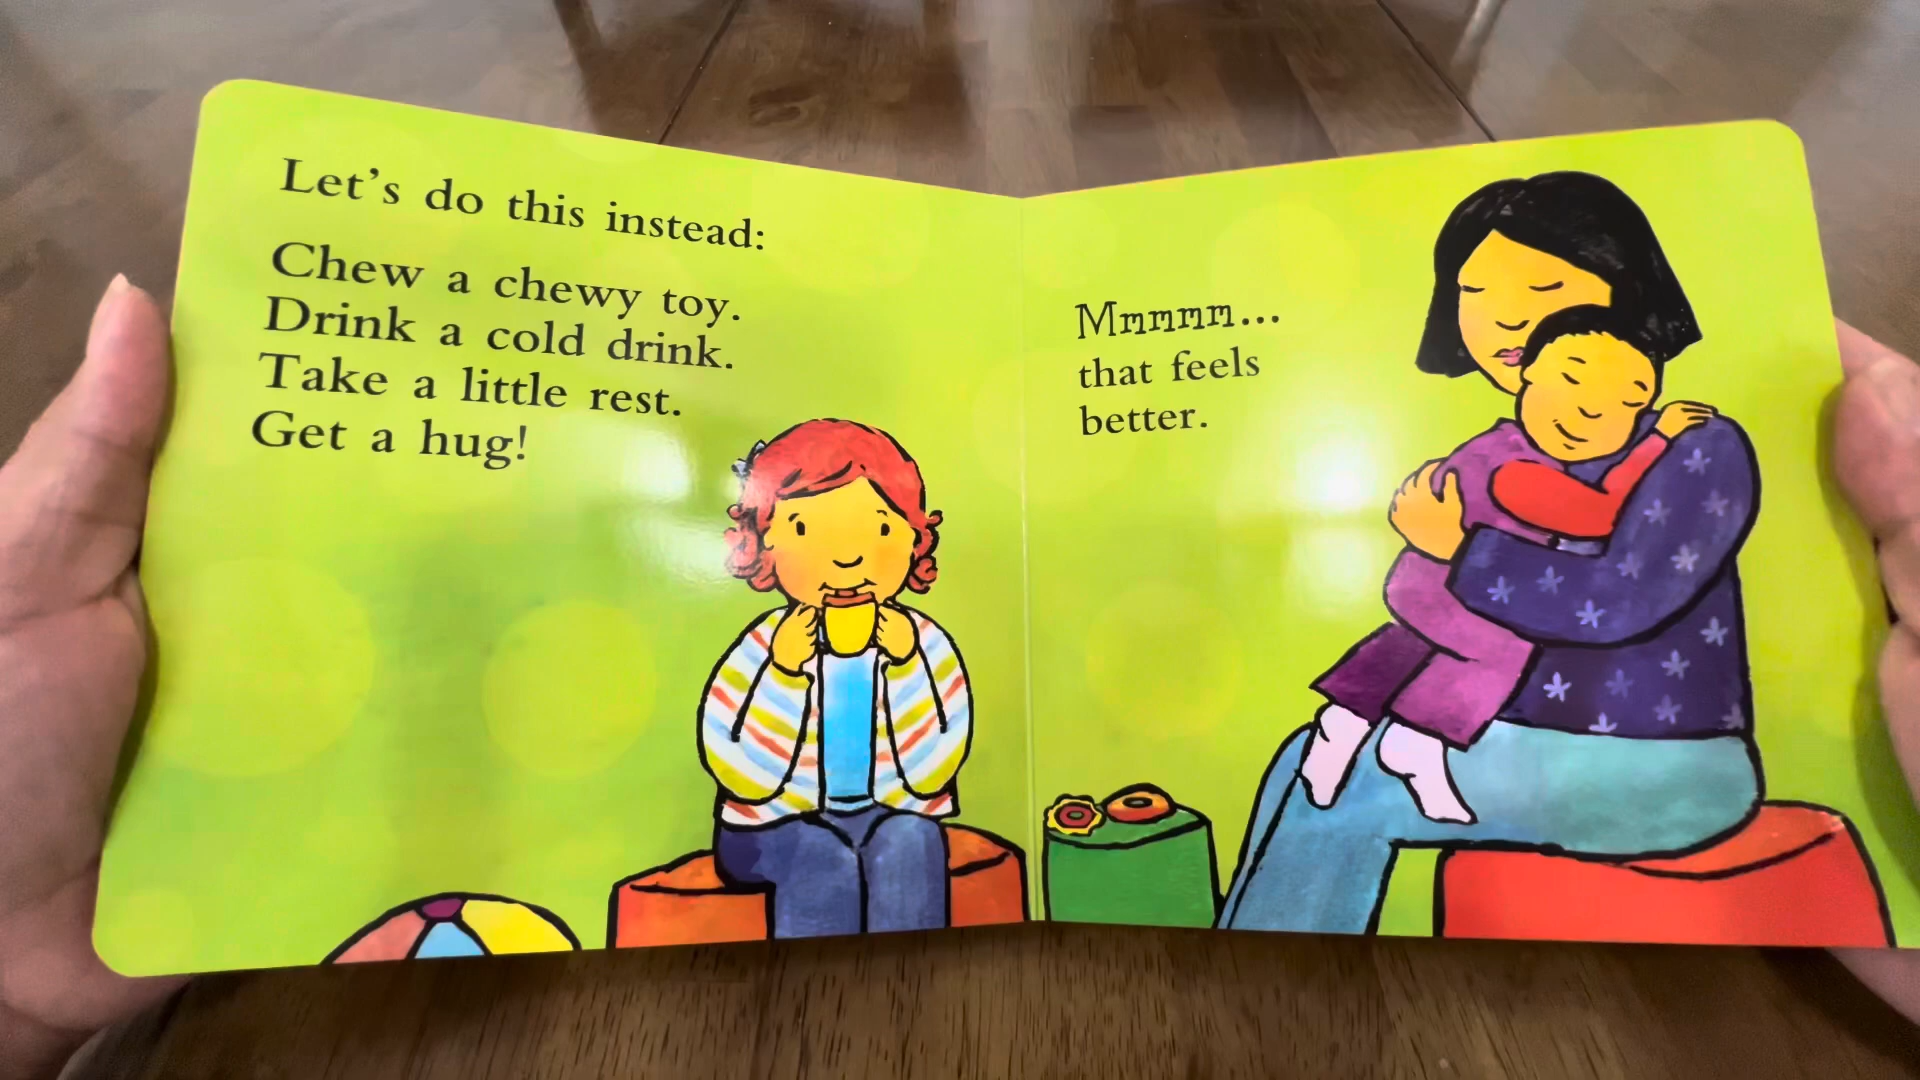 Let's do this instead:
Chew a chewy toy.
Drink a cold drink.
Take a little rest.
Get a hug!
Mmmmm...
that feels
better.